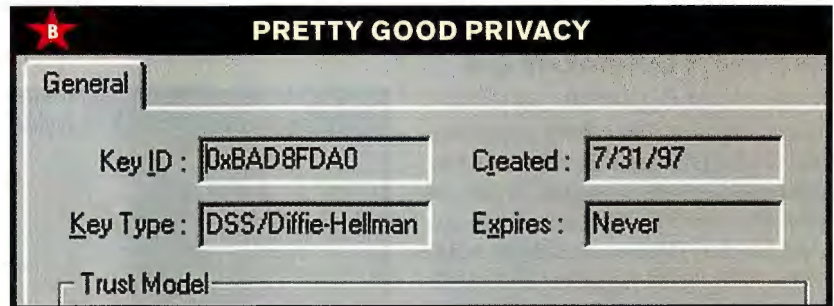 B PRETTY GOOD PRIVACY
General
Key ID : 0xBAD8FDA0 Created : 7/31/97
Key Type : DSS/Diffie-Hellman Expires : Never
Trust Model